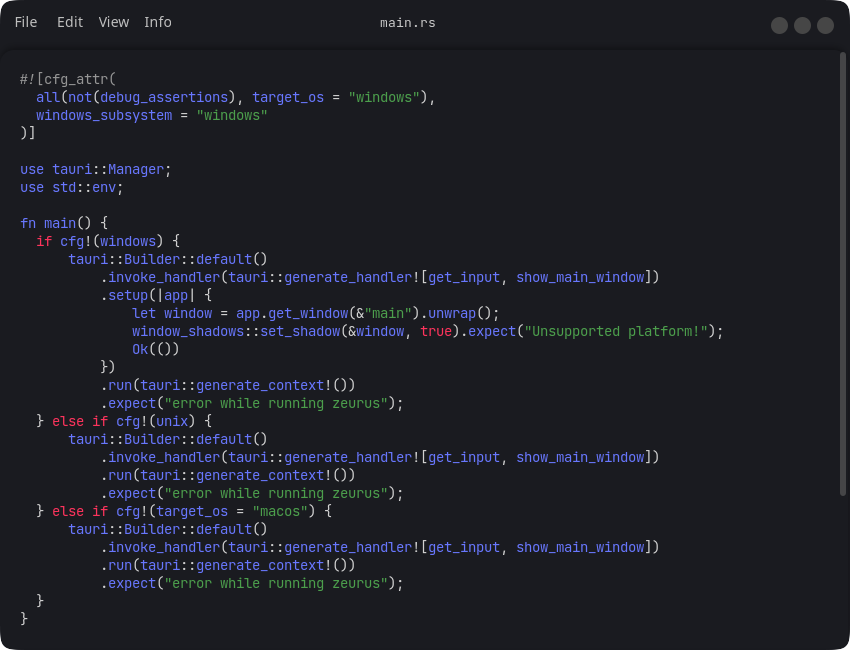 File Edit View Info main.rs
#![cfg_attr(
  all(not(debug_assertions), target_os = "windows"),
  windows_subsystem = "windows"
)]

use tauri::Manager;
use std::env;

fn main() {
  if cfg!(windows) {
      tauri::Builder::default()
          .invoke_handler(tauri::generate_handler![get_input, show_main_window])
          .setup(|app| {
              let window = app.get_window(&"main").unwrap();
              window_shadows::set_shadow(&window, true).expect("Unsupported platform!");
              Ok(())
          })
          .run(tauri::generate_context!())
          .expect("error while running zeurus");
  } else if cfg!(unix) {
      tauri::Builder::default()
          .invoke_handler(tauri::generate_handler![get_input, show_main_window])
          .run(tauri::generate_context!())
          .expect("error while running zeurus");
  } else if cfg!(target_os = "macos") {
      tauri::Builder::default()
          .invoke_handler(tauri::generate_handler![get_input, show_main_window])
          .run(tauri::generate_context!())
          .expect("error while running zeurus");
  }
}